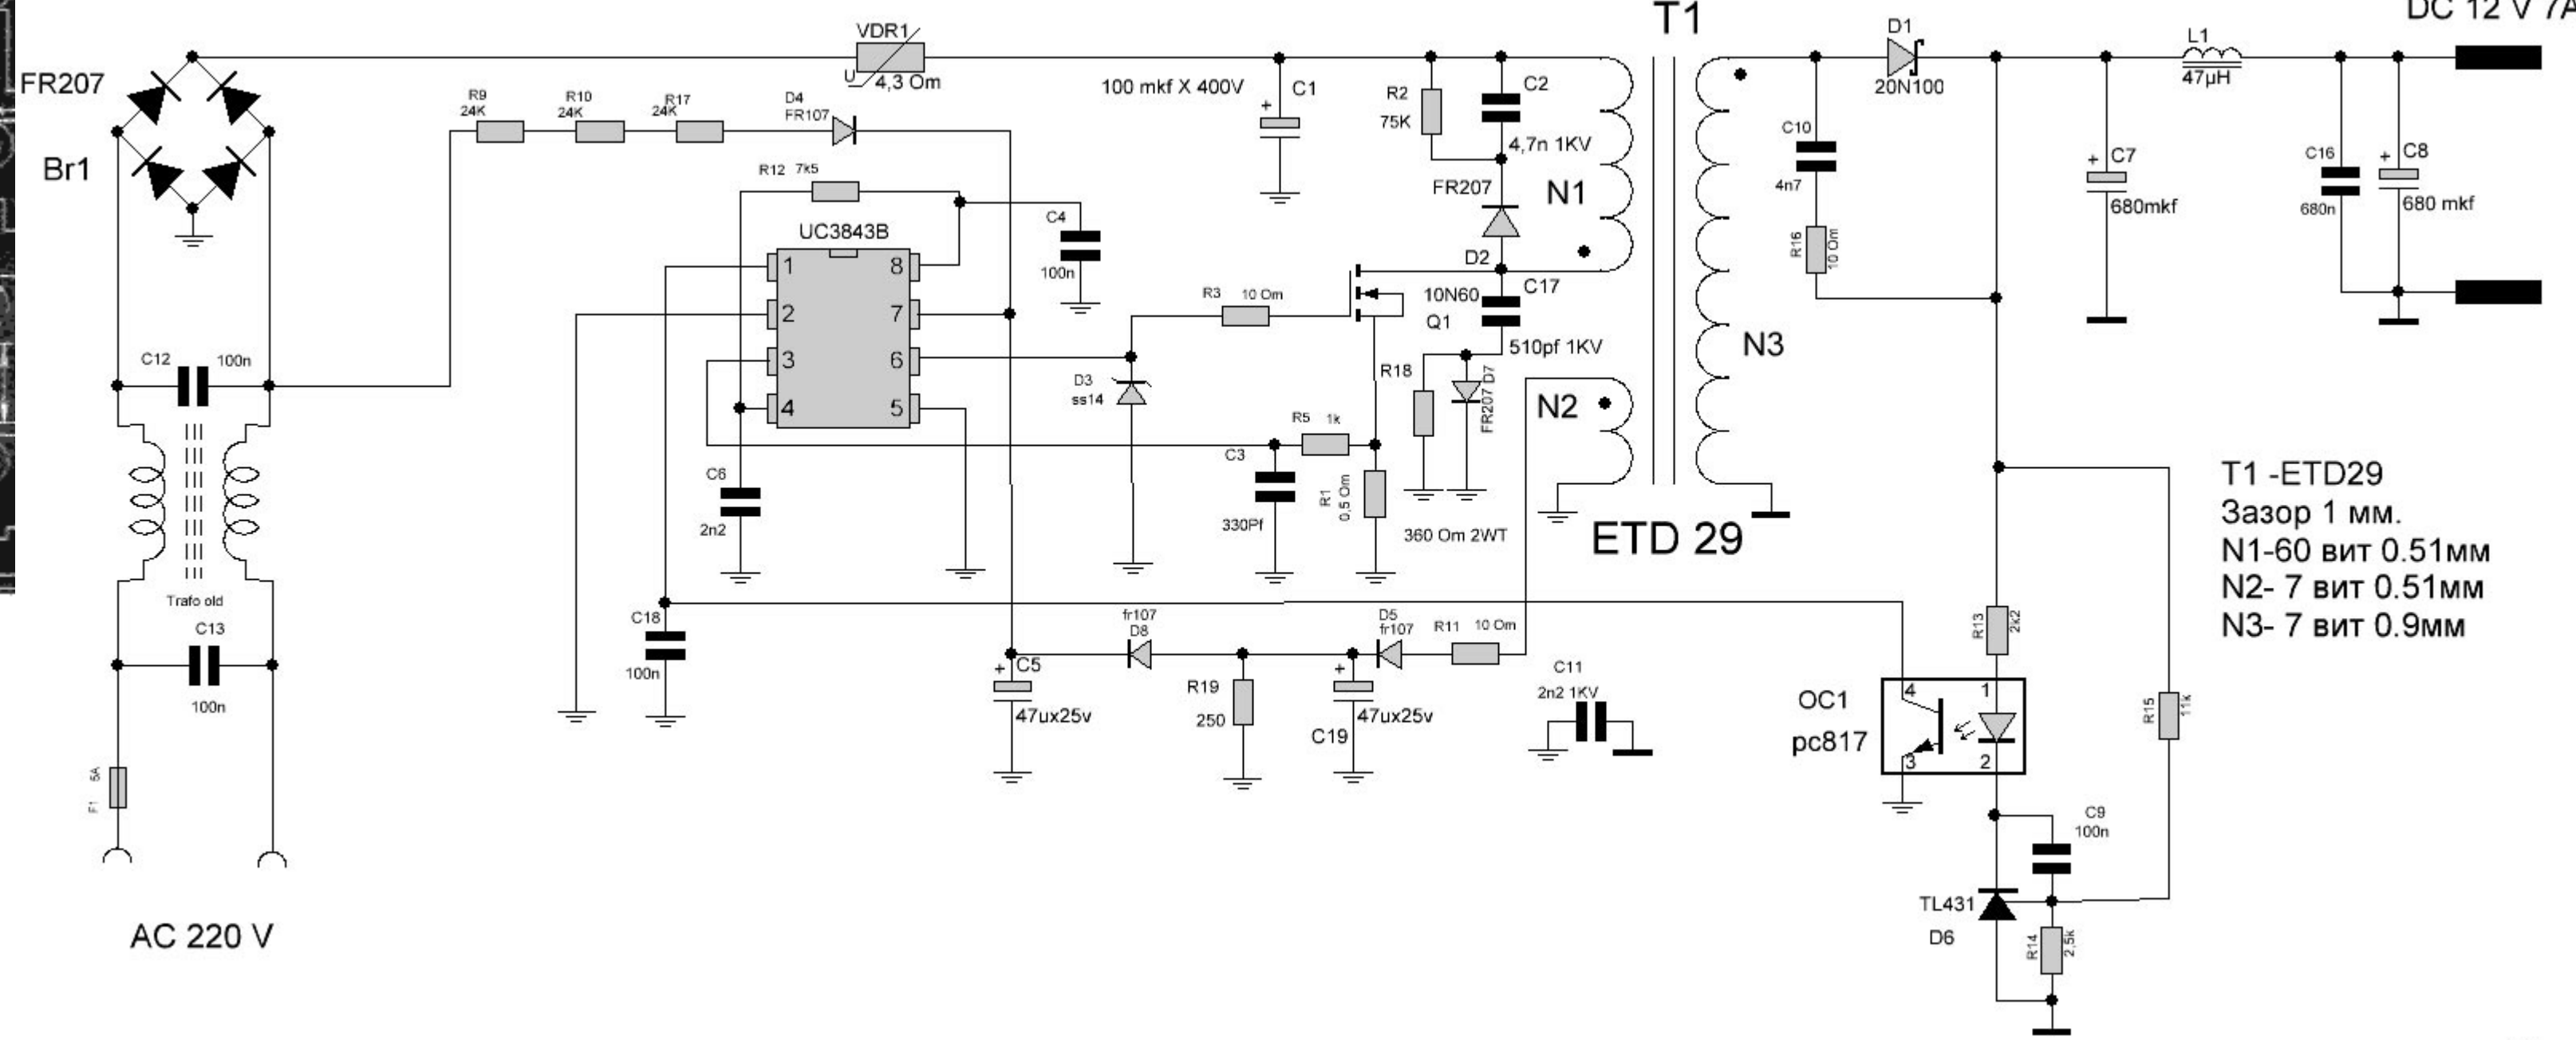 T1
DC 12 V 7A
VDR1
U
4,3 Om
FR207
Br1
R9
24K
R10
24K
R17
24K
D4
FR107
100 mkf X 400V
+
C1
R2
75K
C2
4,7n 1KV
FR207
N1
D2
D1
20N100
L1
47µH
C10
4n7
R16
10 Om
+
C7
680mkf
C16
680n
+
C8
680 mkf
R12 7k5
UC3843B
C4
100n
1
2
3
4
8
7
6
5
R3 10 Om
10N60
Q1
C17
510pf 1KV
N3
C12
100n
D3
ss14
R18
FR207 D7
N2
R5 1k
C3
330Pf
R1
0,5 Om
360 Om 2WT
C6
2n2
ETD 29
T1 -ETD29
Зазор 1 мм.
N1-60 вит 0.51мм
N2- 7 вит 0.51мм
N3- 7 вит 0.9мм
Trafo old
C13
100n
C18
100n
fr107
D8
D5
fr107
R11 10 Om
+
C5
47ux25v
R19
250
+
47ux25v
C19
C11
2n2 1KV
R13
2k2
OC1
pc817
4
1
3
2
R15
11k
F1 5A
C9
100n
TL431
D6
R14
2,5k
AC 220 V